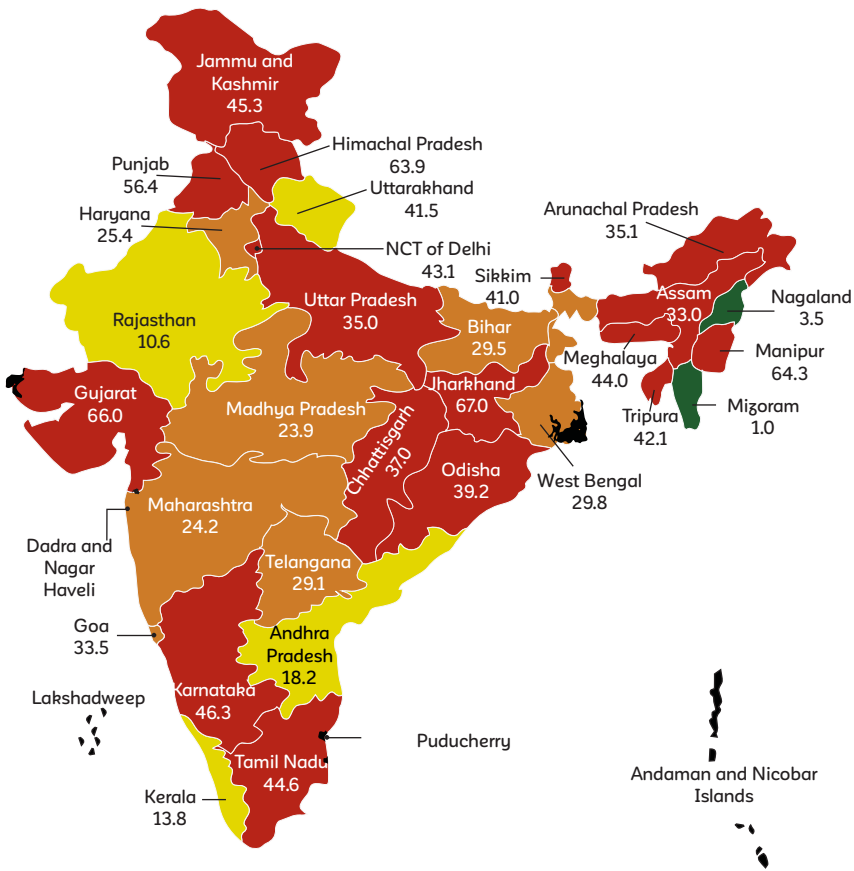 Jammu and
Kashmir
45.3
Himachal Pradesh
63.9
Punjab
56.4
Uttarakhand
41.5
Haryana
25.4
NCT of Delhi
43.1
Arunachal Pradesh
35.1
Sikkim
41.0
Uttar Pradesh
35.0
Rajasthan
10.6
Bihar
29.5
Assam
33.0
Nagaland
3.5
Meghalaya
44.0
Manipur
64.3
Gujarat
66.0
Madhya Pradesh
23.9
Jharkhand
67.0
Tripura
42.1
Mizoram
1.0
Chhattisgarh
37.0
Odisha
39.2
West Bengal
29.8
Maharashtra
24.2
Dadra and
Nagar
Haveli
Telangana
29.1
Goa
33.5
Andhra
Pradesh
18.2
Karnataka
46.3
Lakshadweep
Puducherry
Tamil Nadu
44.6
Kerala
13.8
Andaman and Nicobar
Islands